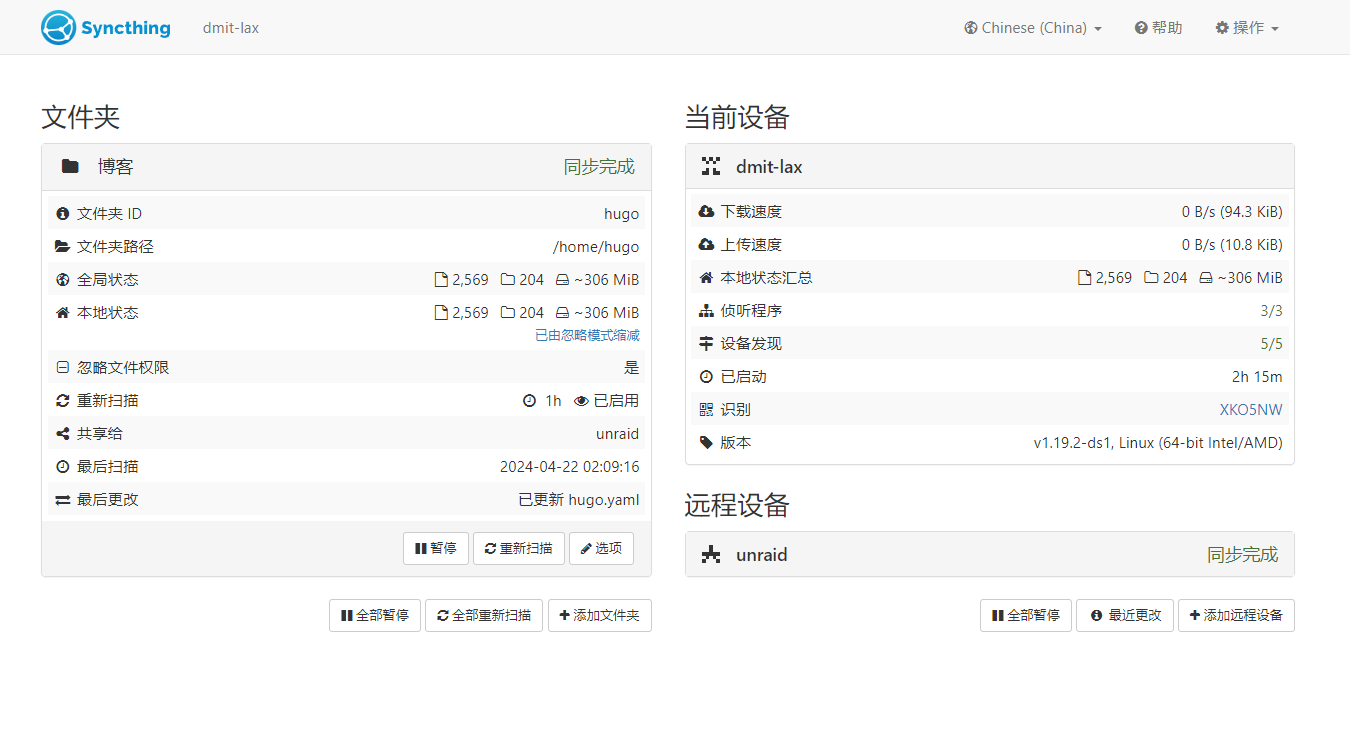 Syncthing dmit-lax Chinese (China) 帮助 操作
文件夹
博客 同步完成
文件夹 ID hugo
文件夹路径 /home/hugo
全局状态 2,569 204 ~306 MiB
本地状态 2,569 204 ~306 MiB
已由忽略模式缩减
忽略文件权限 是
重新扫描 1h 已启用
共享给 unraid
最后扫描 2024-04-22 02:09:16
最后更改 已更新 hugo.yaml
暂停 重新扫描 选项
全部暂停 全部重新扫描 添加文件夹
当前设备
dmit-lax
下载速度 0 B/s (94.3 KiB)
上传速度 0 B/s (10.8 KiB)
本地状态汇总 2,569 204 ~306 MiB
侦听程序 3/3
设备发现 5/5
已启动 2h 15m
识别 XKO5NW
版本 v1.19.2-ds1, Linux (64-bit Intel/AMD)
远程设备
unraid 同步完成
全部暂停 最近更改 添加远程设备